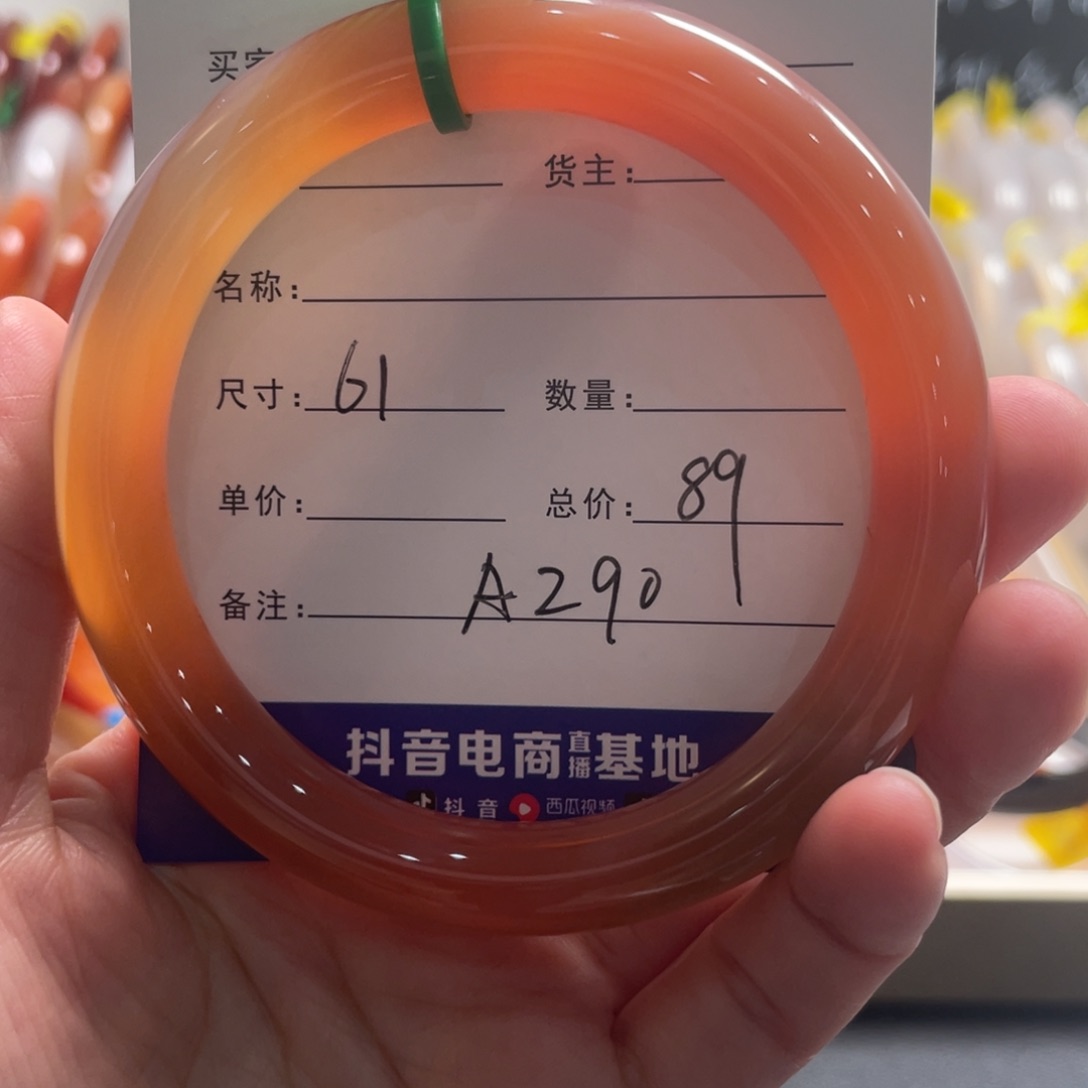 买家
货主：
名称：
尺寸：61 数量：
单价： 总价：89
备注： A290
抖音电商直播基地
抖音 西瓜视频